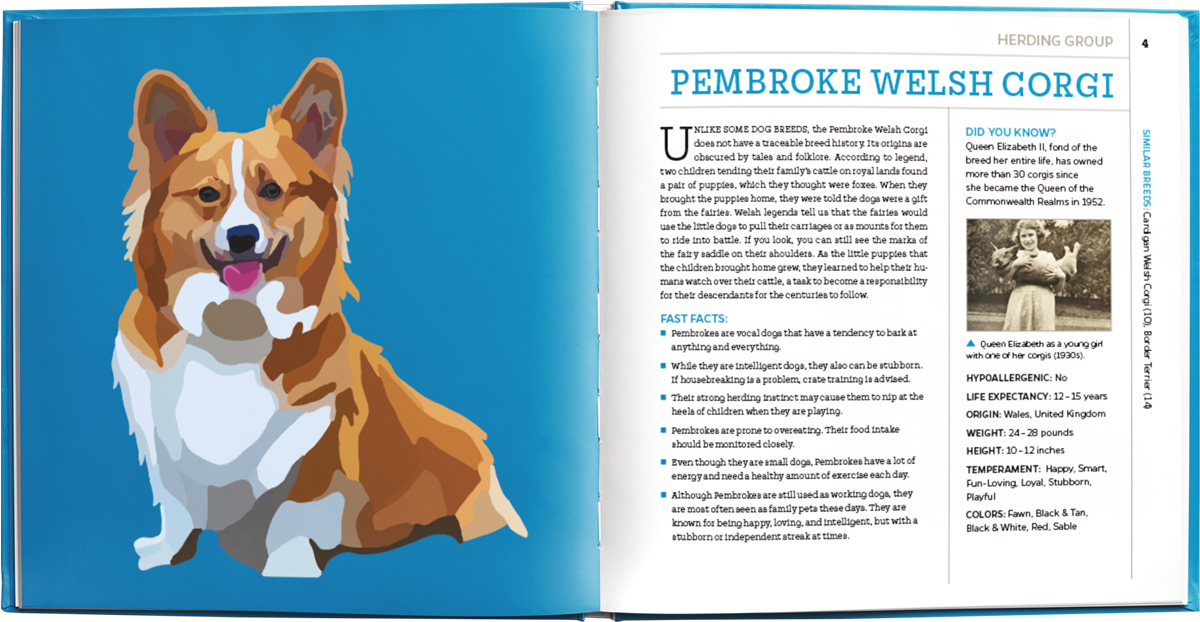 HERDING GROUP
4
PEMBROKE WELSH CORGI
UNLIKE SOME DOG BREEDS, the Pembroke Welsh Corgi
does not have a traceable breed history. Its origins are
obscured by tales and folklore. According to legend,
two children tending their family's cattle on royal lands found
a pair of puppies, which they thought were foxes. When they
brought the puppies home, they were told the dogs were a gift
from the fairies. Welsh legends tell us that the fairies would
use the little dogs to pull their carriages or as mounts for them
to ride into battle. If you look, you can still see the marks of
the fairy saddle on their shoulders. As the little puppies that
the children brought home grew, they learned to help their hu-
mans watch over their cattle, a task to become a responsibility
for their descendants for the centuries to follow.
FAST FACTS:
■ Pembrokes are vocal dogs that have a tendency to bark at
anything and everything.
■ While they are intelligent dogs, they also can be stubborn.
If housebreaking is a problem, crate training is advised.
■ Their strong herding instinct may cause them to nip at the
heels of children when they are playing.
■ Pembrokes are prone to overeating. Their food intake
should be monitored closely.
■ Even though they are small dogs, Pembrokes have a lot of
energy and need a healthy amount of exercise each day.
■ Although Pembrokes are still used as working dogs, they
are most often seen as family pets these days. They are
known for being happy, loving, and intelligent, but with a
stubborn or independent streak at times.
DID YOU KNOW?
Queen Elizabeth II, fond of the
breed her entire life, has owned
more than 30 corgis since
she became the Queen of the
Commonwealth Realms in 1952.
▲ Queen Elizabeth as a young girl
with one of her corgis (1930s).
HYPOALLERGENIC: No
LIFE EXPECTANCY: 12–15 years
ORIGIN: Wales, United Kingdom
WEIGHT: 24–28 pounds
HEIGHT: 10–12 inches
TEMPERAMENT: Happy, Smart,
Fun-Loving, Loyal, Stubborn,
Playful
COLORS: Fawn, Black & Tan,
Black & White, Red, Sable
SIMILAR BREEDS: Cardigan Welsh Corgi (10), Border Terrier (14)